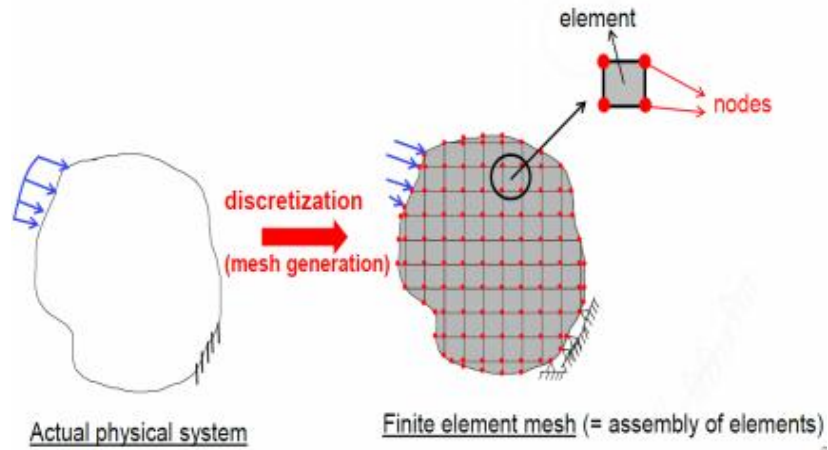 element
nodes
discretization
(mesh generation)
Actual physical system
Finite element mesh (= assembly of elements)